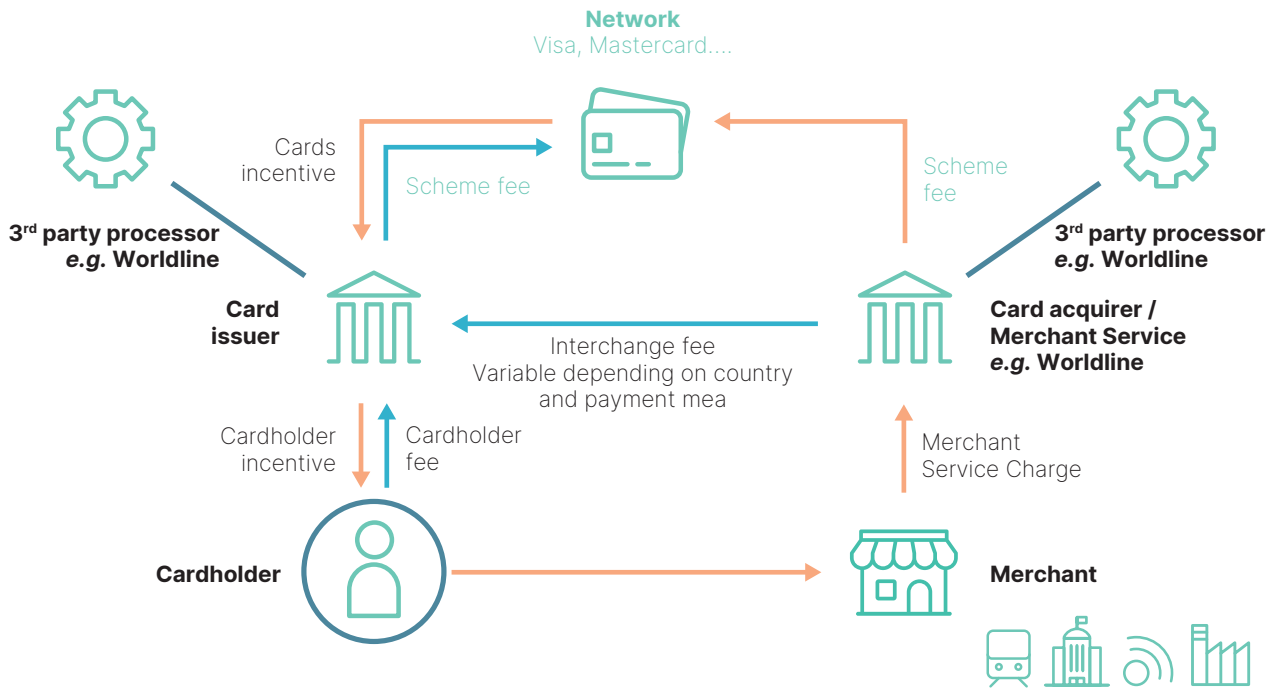 Network
Visa, Mastercard....
Cards
incentive
Scheme fee
Scheme
fee
3rd party processor
e.g. Worldline
3rd party processor
e.g. Worldline
Card
issuer
Card acquirer /
Merchant Service
e.g. Worldline
Interchange fee
Variable depending on country
and payment mea
Cardholder
incentive
Cardholder
fee
Merchant
Service Charge
Cardholder
Merchant